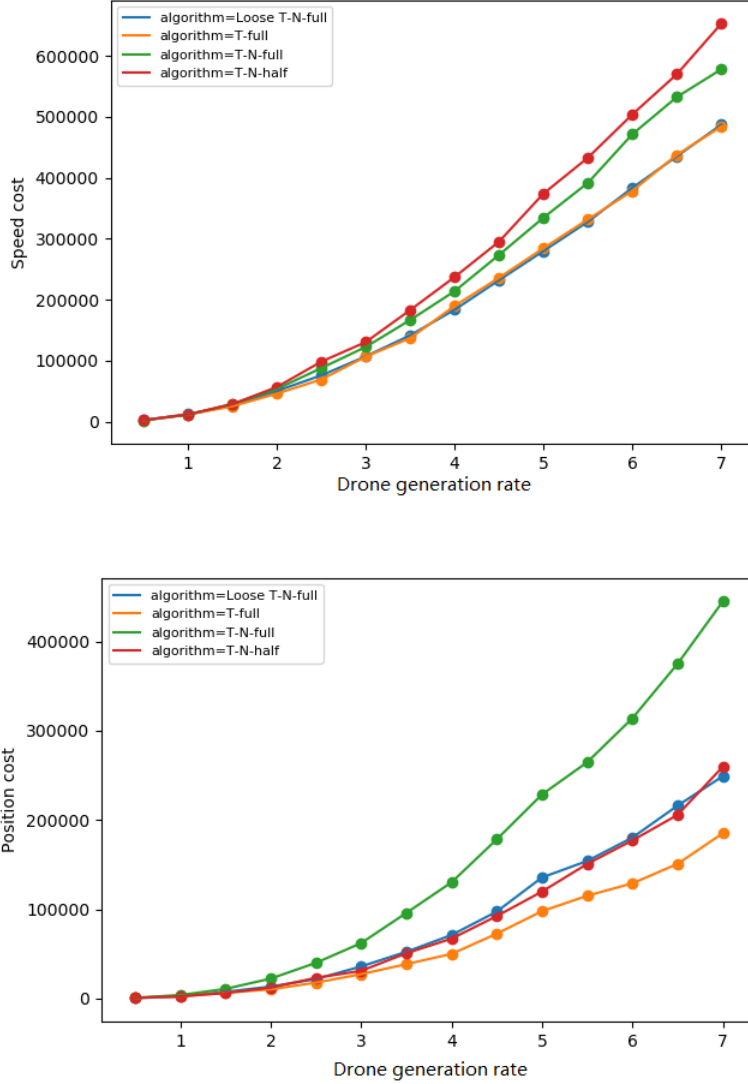 algorithm=Loose T-N-full
algorithm=T-full
algorithm=T-N-full
algorithm=T-N-half
600000
500000
400000
300000
200000
100000
0
Speed cost
1 2 3 4 5 6 7
Drone generation rate
algorithm=Loose T-N-full
algorithm=T-full
algorithm=T-N-full
algorithm=T-N-half
400000
300000
200000
100000
0
Position cost
1 2 3 4 5 6 7
Drone generation rate